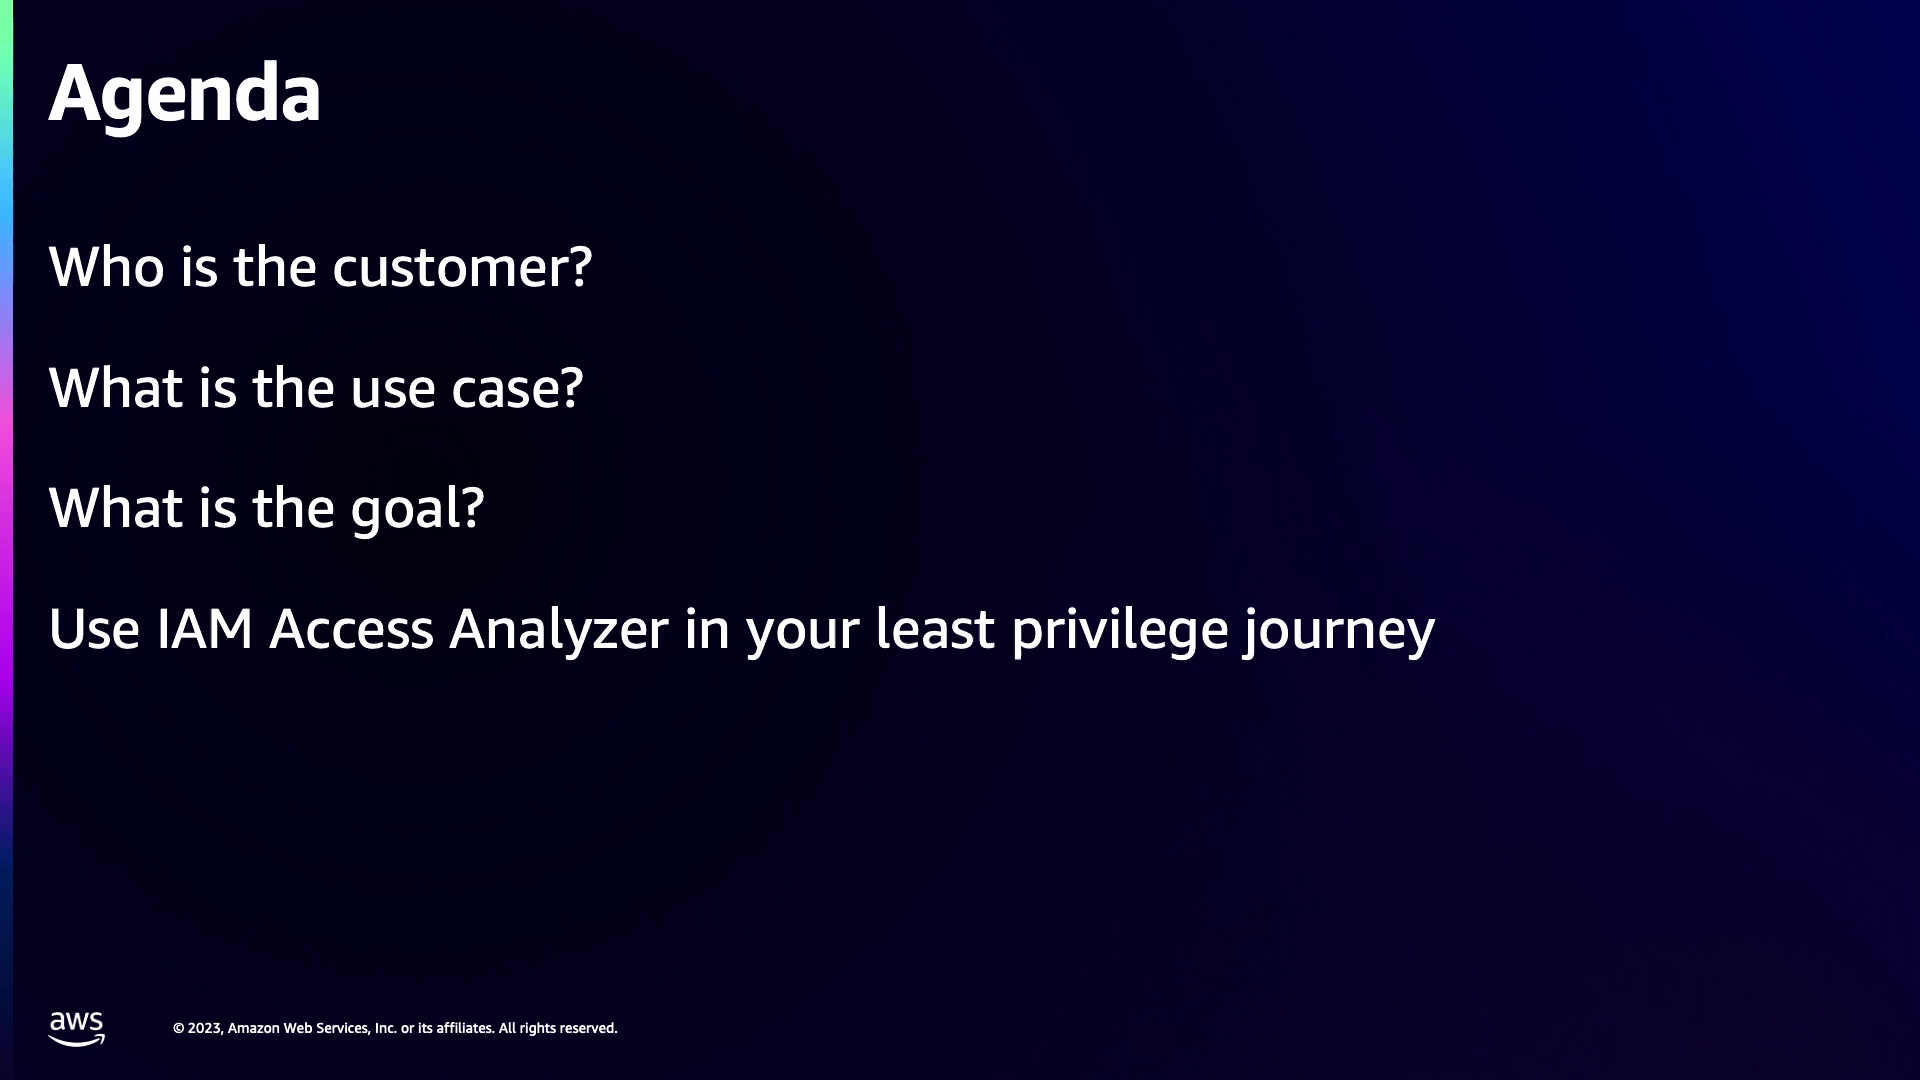 Agenda
Who is the customer?
What is the use case?
What is the goal?
Use IAM Access Analyzer in your least privilege journey
aws
© 2023, Amazon Web Services, Inc. or its affiliates. All rights reserved.